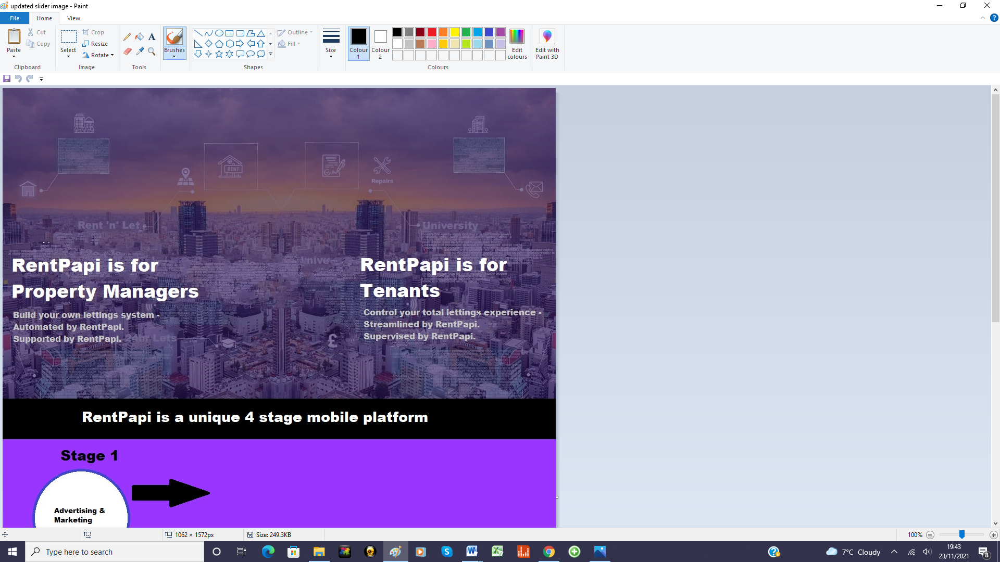 updated slider image - Paint
File Home View
Paste
Cut
Copy
Clipboard
Select
Crop
Resize
Rotate
Image
Tools
Brushes
Shapes
Outline
Fill
Size
Colour 1
Colour 2
Colours
Edit colours
Edit with Paint 3D
RENT
Repairs
Rent 'n' Let
University
RentPapi is for
Property Managers
Build your own lettings system -
Automated by RentPapi.
Supported by RentPapi.
RentPapi is for
Tenants
Control your total lettings experience -
Streamlined by RentPapi.
Supervised by RentPapi.
Lets
£
RentPapi is a unique 4 stage mobile platform
Stage 1
Advertising &
Marketing
1062 × 1572px
Size: 249.3KB
100%
Type here to search
7°C Cloudy
19:43
23/11/2021
8